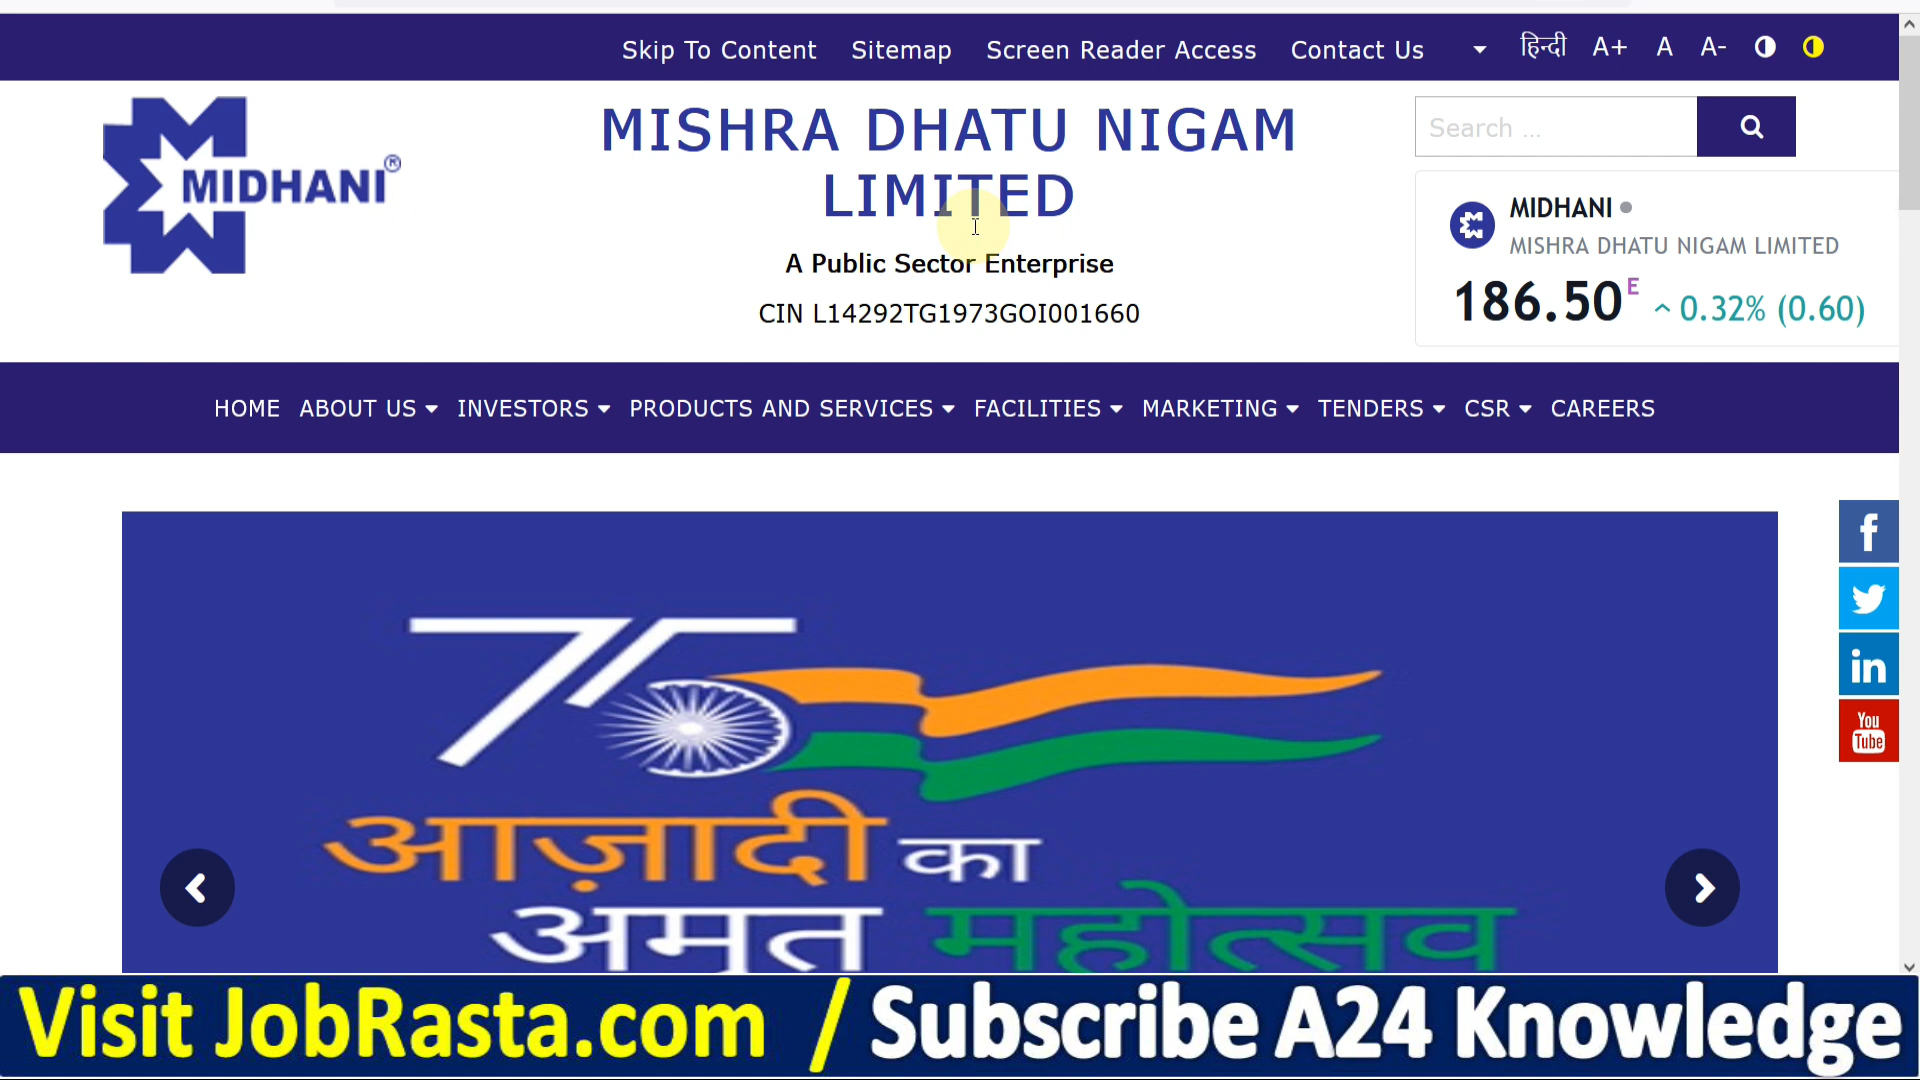 Skip To Content Sitemap Screen Reader Access Contact Us हिन्दी A+ A A-
MIDHANI®
MISHRA DHATU NIGAM
LIMITED
A Public Sector Enterprise
CIN L14292TG1973GOI001660
Search ...
MIDHANI
MISHRA DHATU NIGAM LIMITED
186.50 E 0.32% (0.60)
HOME ABOUT US INVESTORS PRODUCTS AND SERVICES FACILITIES MARKETING TENDERS CSR CAREERS
75
आज़ादी का
अमृत महोत्सव
f
in
You
Tube
Visit JobRasta.com / Subscribe A24 Knowledge